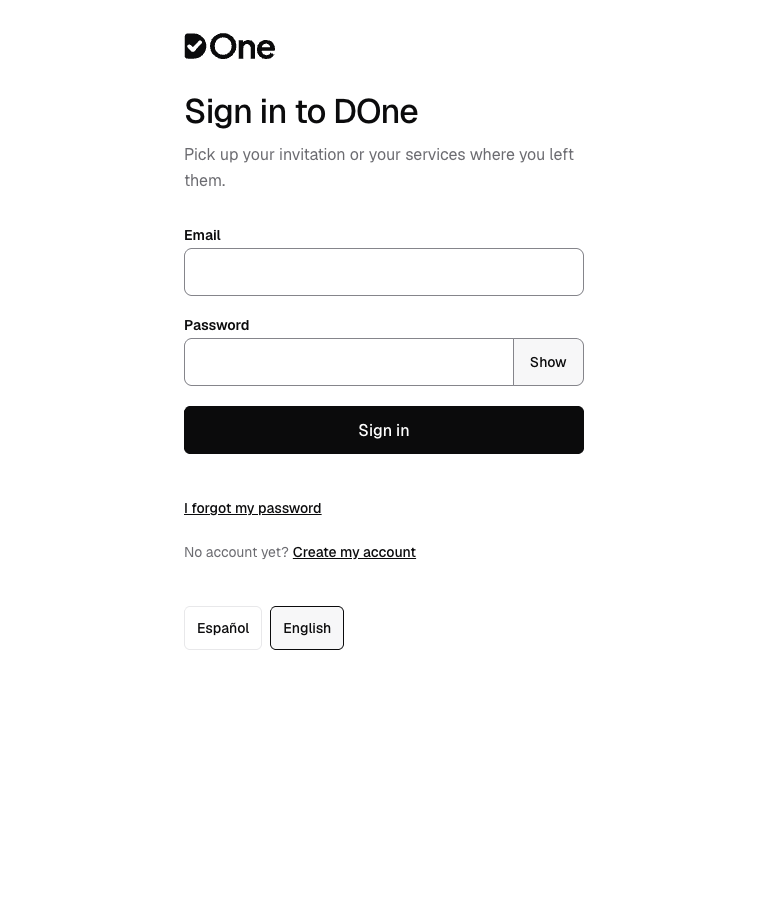 DOne
Sign in to DOne
Pick up your invitation or your services where you left
them.
Email
Password
Show
Sign in
I forgot my password
No account yet? Create my account
Español English